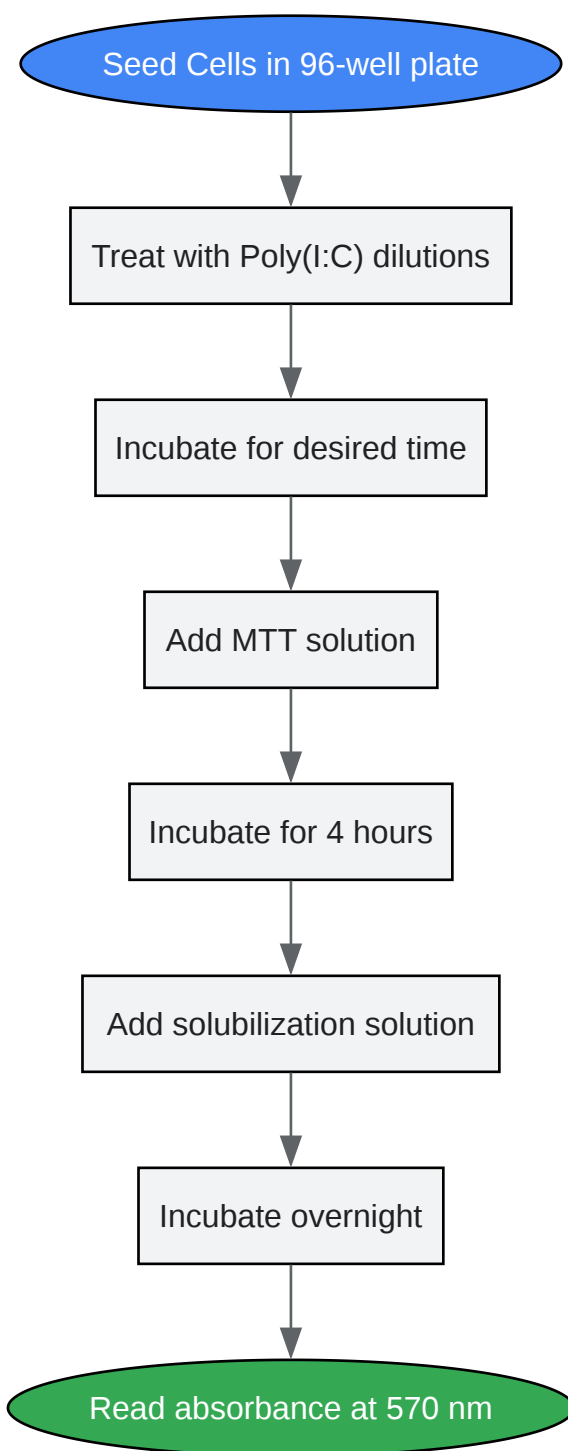 Seed Cells in 96-well plate
Treat with Poly(I:C) dilutions
Incubate for desired time
Add MTT solution
Incubate for 4 hours
Add solubilization solution
Incubate overnight
Read absorbance at 570 nm